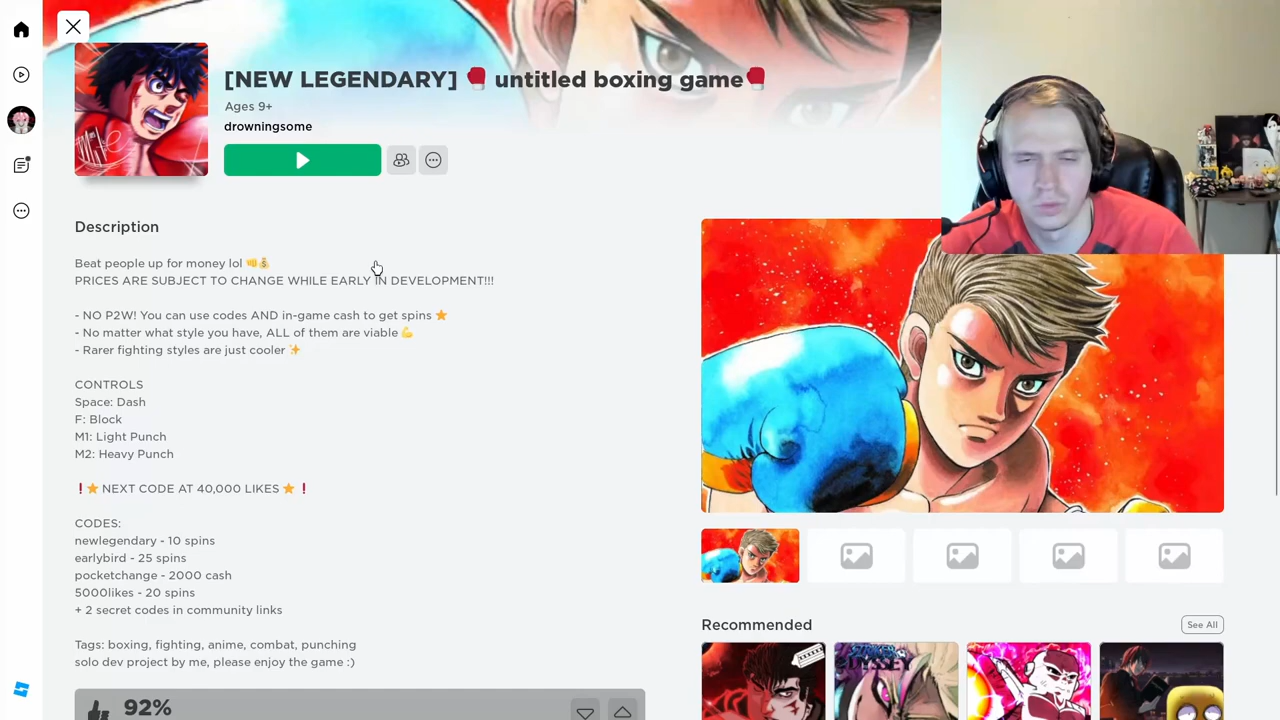 [NEW LEGENDARY] 🥊 untitled boxing game🥊
Ages 9+
drowningsome
Description
Beat people up for money lol 👊💰
PRICES ARE SUBJECT TO CHANGE WHILE EARLY IN DEVELOPMENT!!!
- NO P2W! You can use codes AND in-game cash to get spins ⭐
- No matter what style you have, ALL of them are viable💪
- Rarer fighting styles are just cooler ✨
CONTROLS
Space: Dash
F: Block
M1: Light Punch
M2: Heavy Punch
❗⭐ NEXT CODE AT 40,000 LIKES ⭐❗
CODES:
newlegendary - 10 spins
earlybird - 25 spins
pocketchange - 2000 cash
5000likes - 20 spins
+ 2 secret codes in community links
Tags: boxing, fighting, anime, combat, punching
solo dev project by me, please enjoy the game :)
92%
Recommended
See All